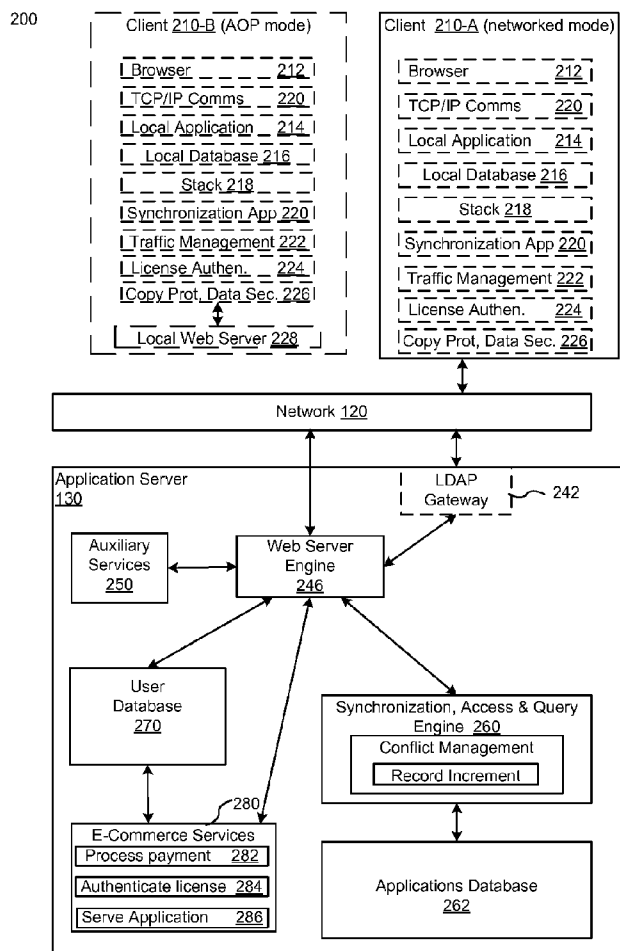 200
Client 210-B (AOP mode)
Browser 212
TCP/IP Comms 220
Local Application 214
Local Database 216
Stack 218
Synchronization App 220
Traffic Management 222
License Authen. 224
Copy Prot, Data Sec. 226
Local Web Server 228
Client 210-A (networked mode)
Browser 212
TCP/IP Comms 220
Local Application 214
Local Database 216
Stack 218
Synchronization App 220
Traffic Management 222
License Authen. 224
Copy Prot, Data Sec. 226
Network 120
Application Server
130
LDAP
Gateway
242
Auxiliary
Services
250
Web Server
Engine
246
User
Database
270
Synchronization, Access & Query
Engine 260
Conflict Management
Record Increment
280
E-Commerce Services
Process payment 282
Authenticate license 284
Serve Application 286
Applications Database
262